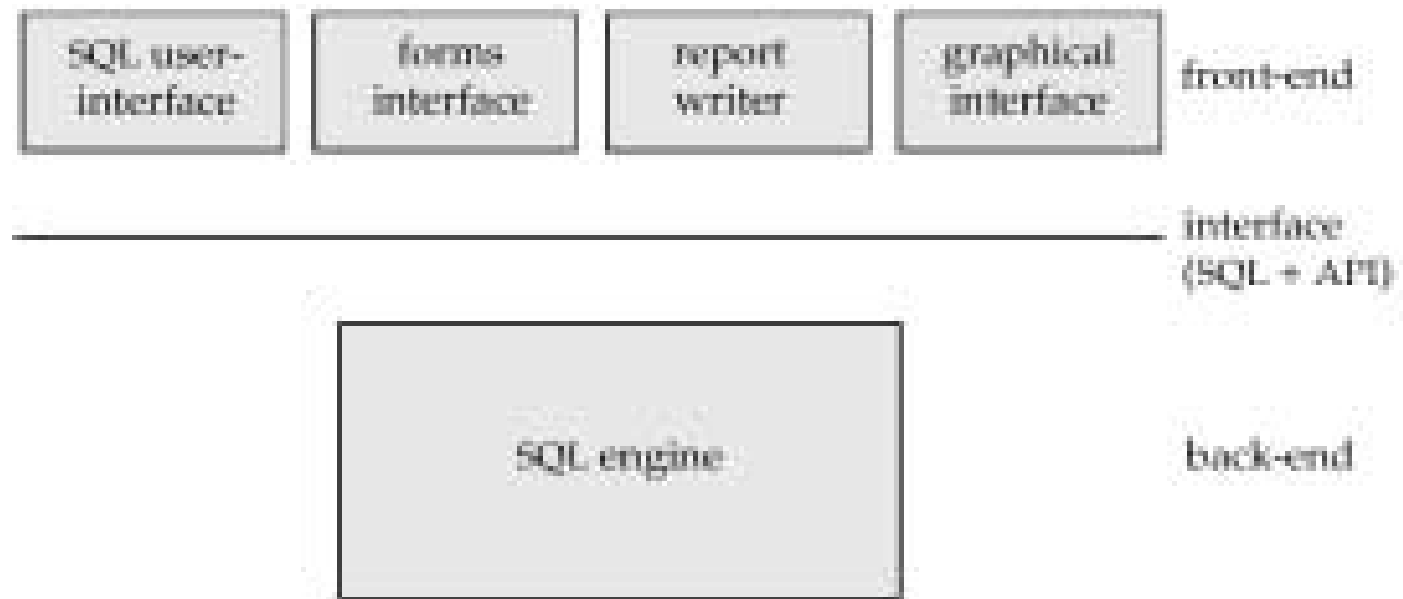 SQL user-
interface
forms
interface
report
writer
graphical
interface
front-end
interface
(SQL + API)
SQL engine
back-end